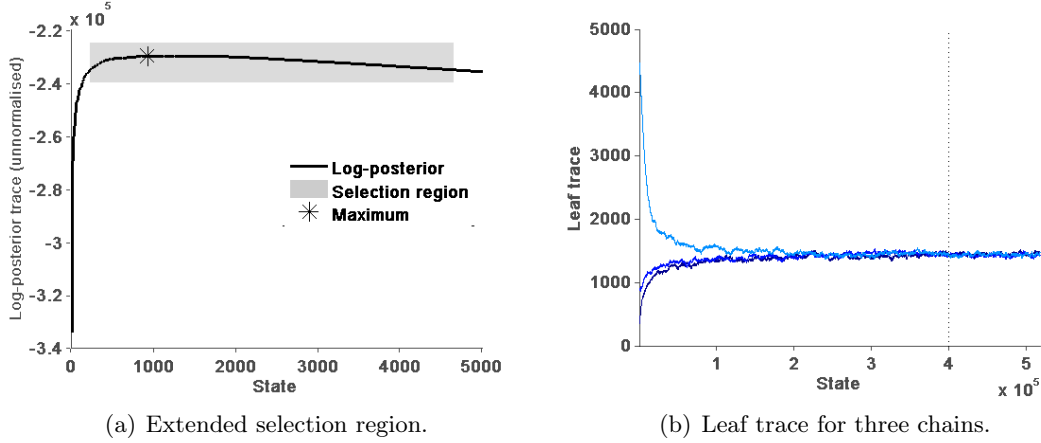 x 10^5
-2.2
-2.4
-2.6
-2.8
-3
-3.2
-3.4
Log-posterior trace (unnormalised)
Log-posterior
Selection region
Maximum
0 1000 2000 3000 4000 5000
State
(a) Extended selection region.
5000
4000
3000
2000
1000
0
Leaf trace
1 2 3 4 5
State
x 10^5
(b) Leaf trace for three chains.